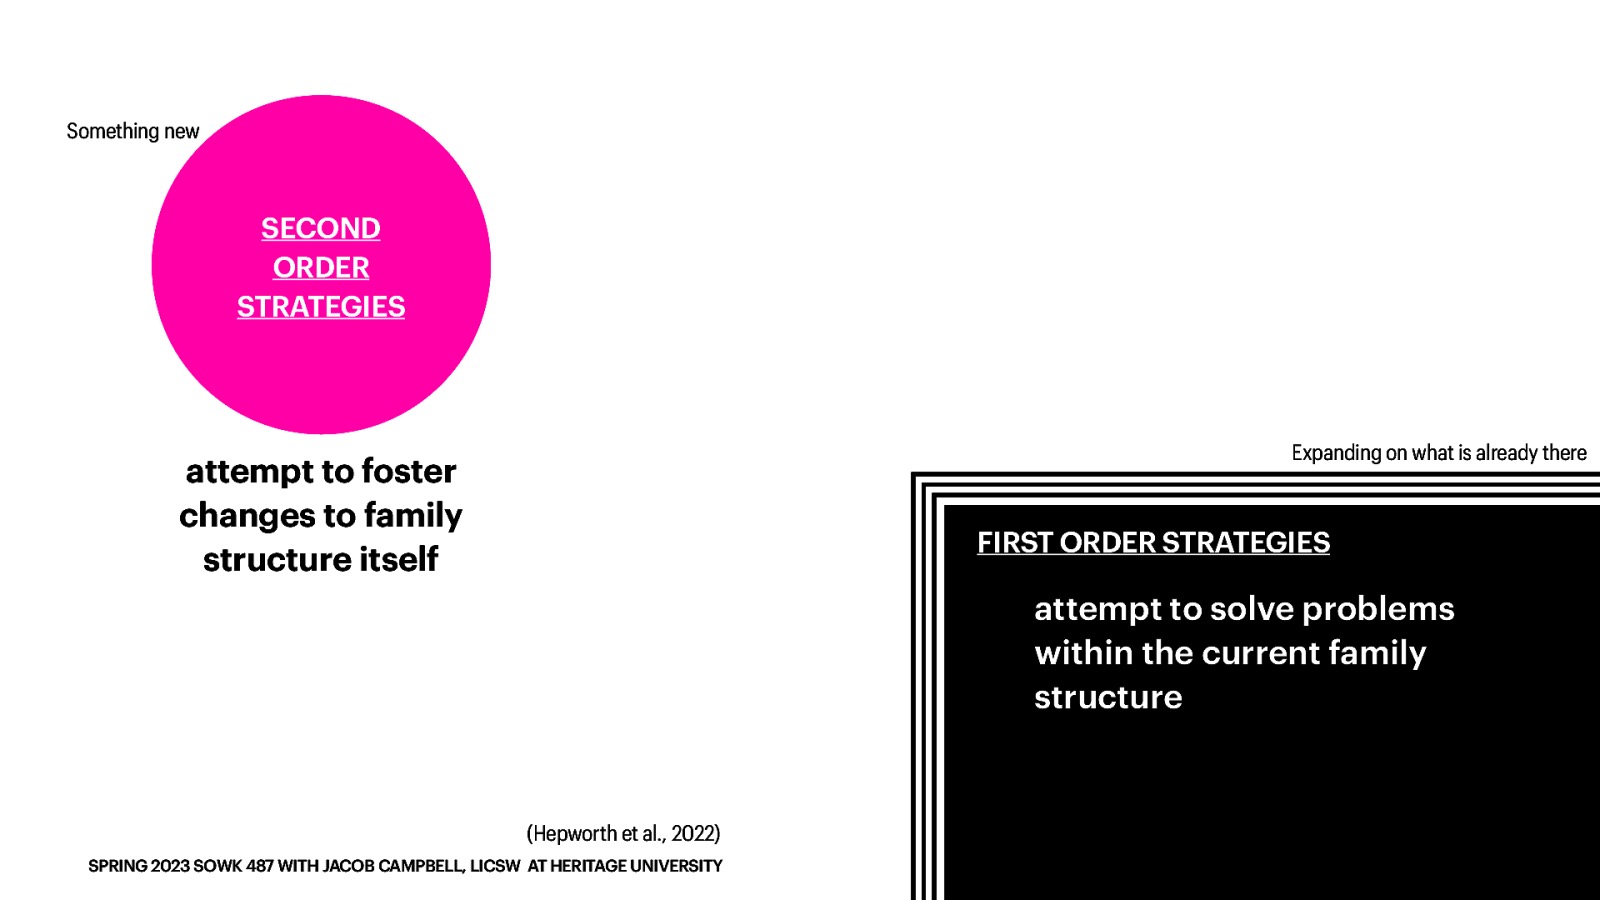 Something new
SECOND
ORDER
STRATEGIES
attempt to foster
changes to family
structure itself
Expanding on what is already there
FIRST ORDER STRATEGIES
attempt to solve problems
within the current family
structure
(Hepworth et al., 2022)
SPRING 2023 SOWK 487 WITH JACOB CAMPBELL, LICSW AT HERITAGE UNIVERSITY